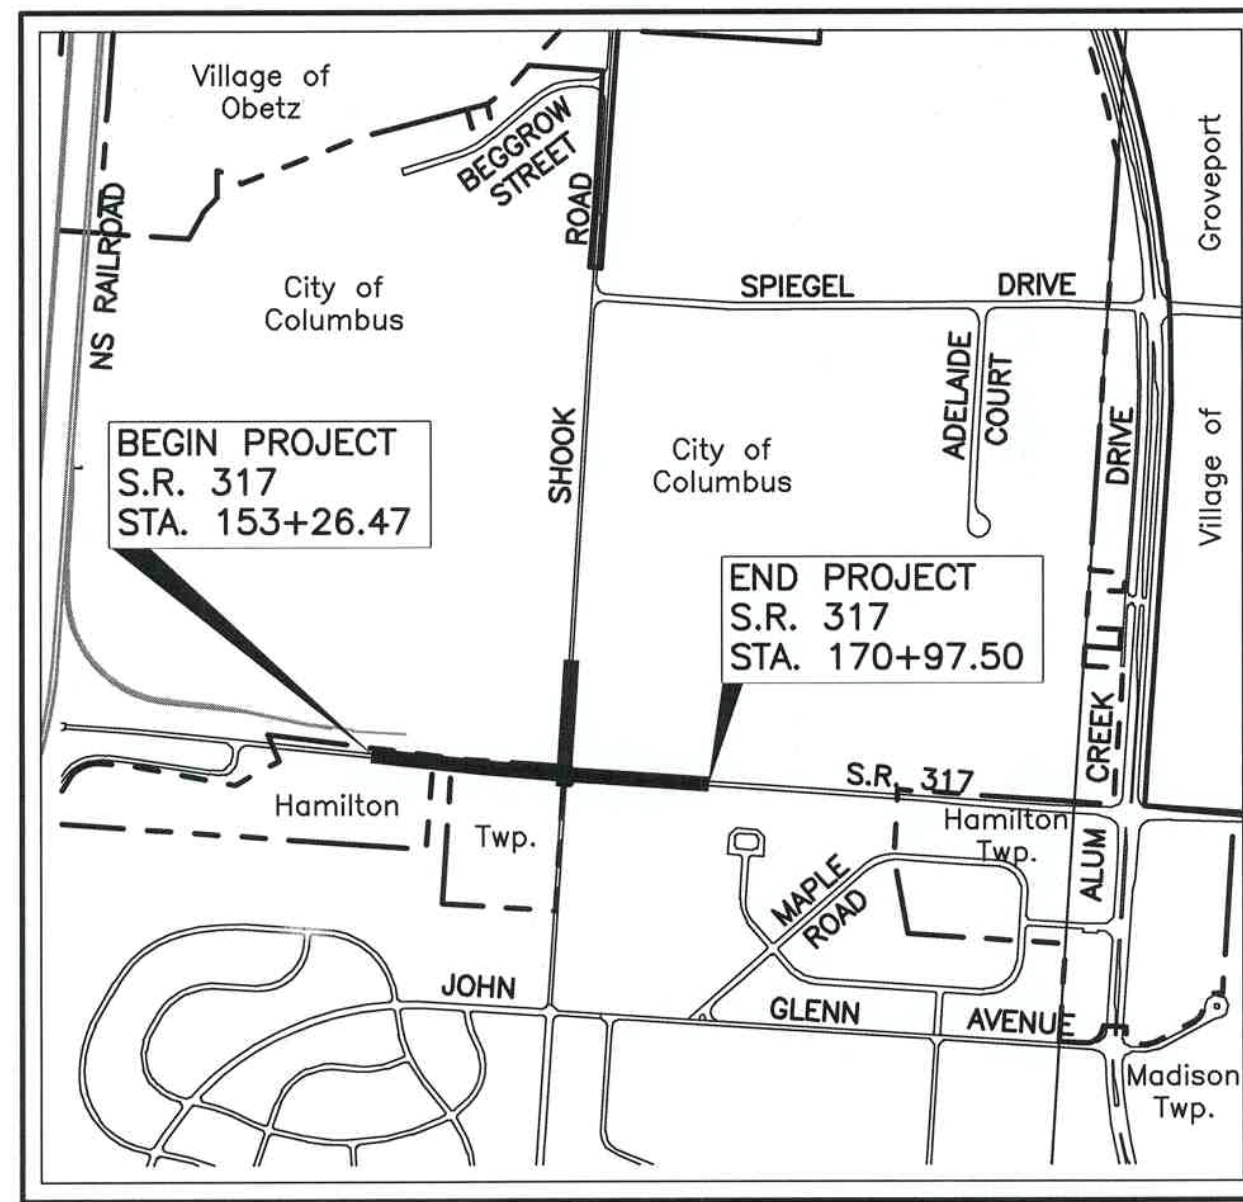 Village of
Obetz
BEGGROW
STREET
ROAD
Groveport
NS RAILROAD
City of
Columbus
SPIEGEL DRIVE
ADELAIDE
COURT
SHOOK
DRIVE
Village of
BEGIN PROJECT
S.R. 317
STA. 153+26.47
City of
Columbus
END PROJECT
S.R. 317
STA. 170+97.50
CREEK
S.R. 317
Hamilton
Twp.
Hamilton
Twp.
ALUM
MAPLE
ROAD
JOHN GLENN AVENUE
Madison
Twp.